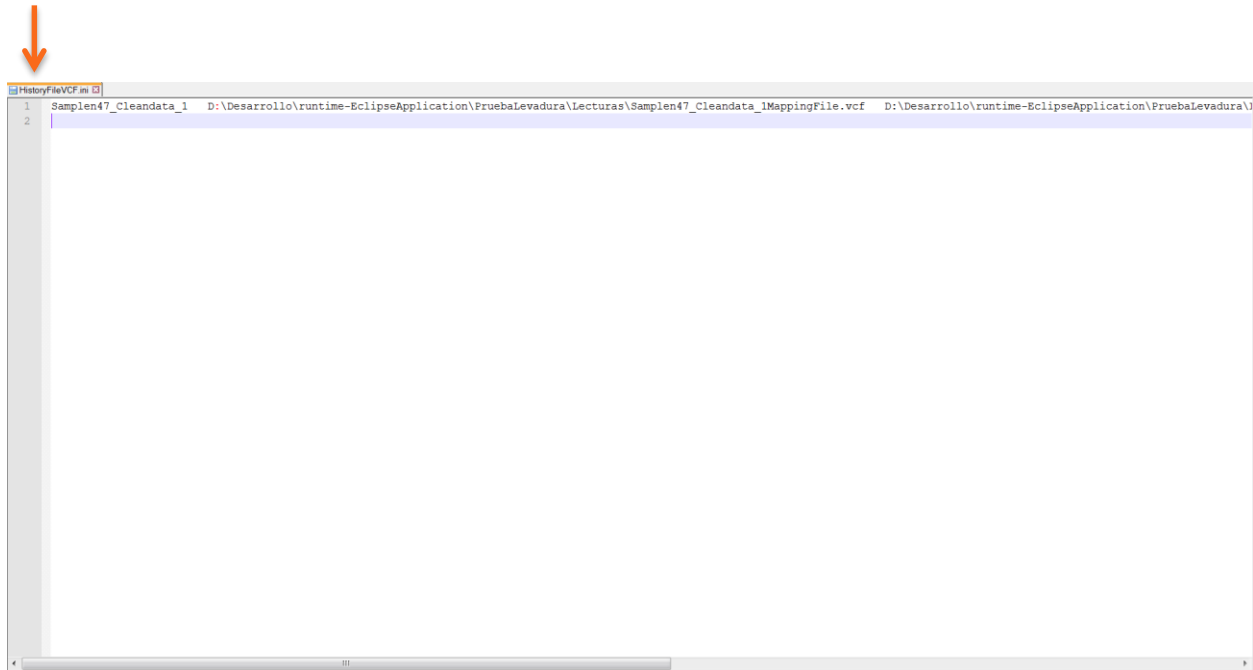 HistoryFileVCF.ini
1 Samplen47_Cleandata_1 D:\Desarrollo\runtime-EclipseApplication\PruebaLevadura\Lecturas\Samplen47_Cleandata_1MappingFile.vcf D:\Desarrollo\runtime-EclipseApplication\PruebaLevadura\
2